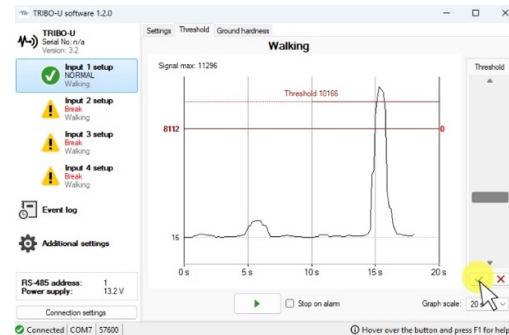 TRIBO-U software 1.2.0
TRIBO-U
Serial No: n/a
Version: 3.2
Input 1 setup
NORMAL
Walking
Input 2 setup
Break
Walking
Input 3 setup
Break
Walking
Input 4 setup
Break
Walking
Event log
Additional settings
RS-485 address: 1
Power supply: 13.2 V
Connection settings
Settings Threshold Ground hardness
Walking
Signal max: 11296
Threshold
Threshold 10166
8112 0
16
0 s 5 s 10 s 15 s 20 s
Stop on alarm Graph scale: 20 s
Connected COM7 57600 Hover over the button and press F1 for help